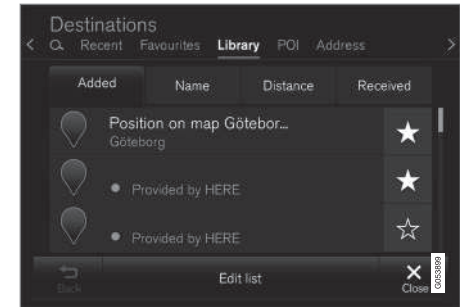 Destinations
Recent Favourites Library POI Address
Added Name Distance Received
Position on map Götebor...
Göteborg
Provided by HERE
Provided by HERE
Back Edit list Close
G053899